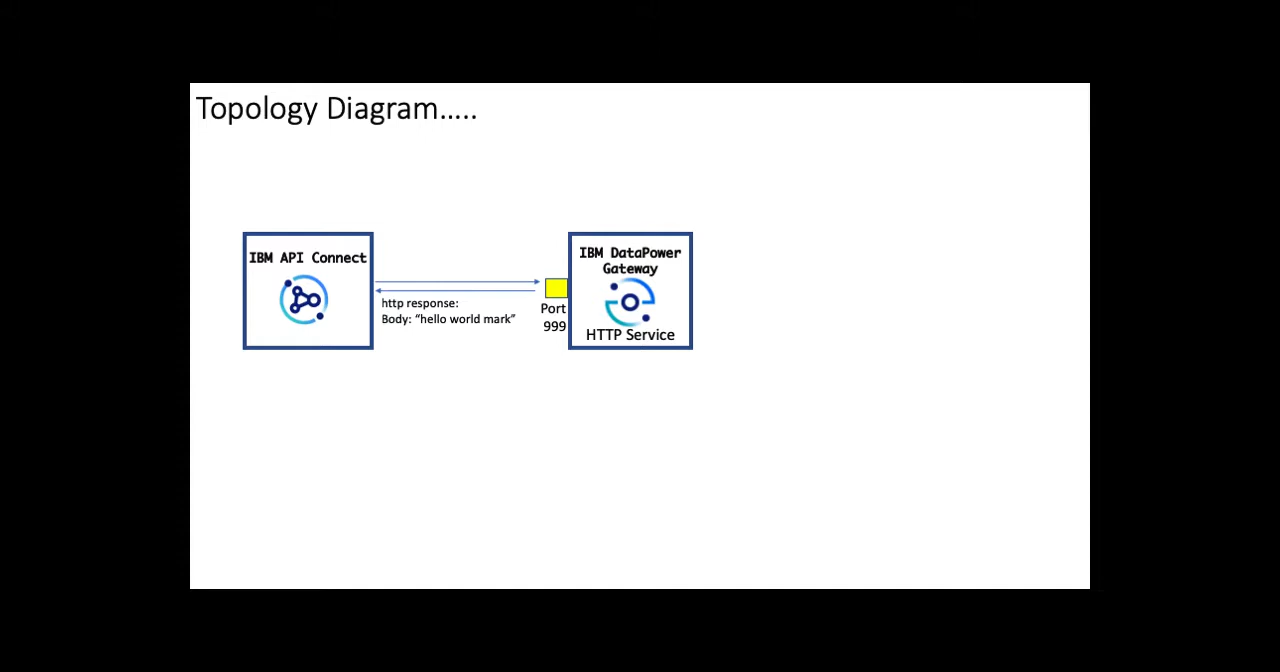 Topology Diagram.....
IBM API Connect
http response:
Body: “hello world mark”
Port
999
IBM DataPower
Gateway
HTTP Service